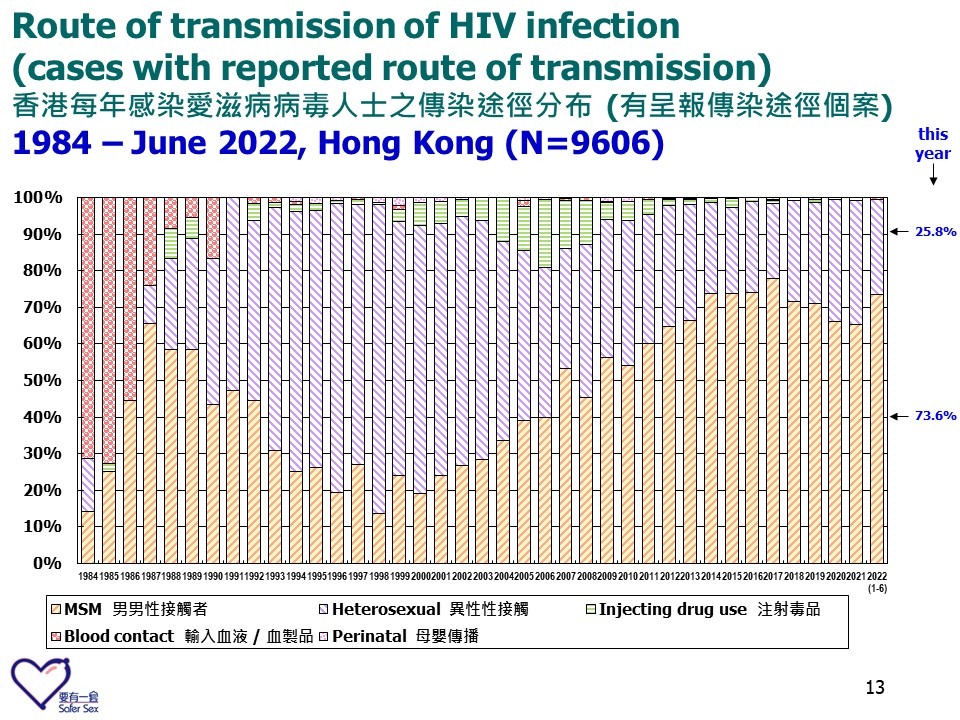 Route of transmission of HIV infection
(cases with reported route of transmission)
香港每年感染愛滋病病毒人士之傳染途徑分布 (有呈報傳染途徑個案)
1984 – June 2022, Hong Kong (N=9606)
this
year
100%
90%
25.8%
80%
70%
60%
50%
40%
73.6%
30%
20%
10%
0%
1984 1985 1986 1987 1988 1989 1990 1991 1992 1993 1994 1995 1996 1997 1998 1999 2000 2001 2002 2003 2004 2005 2006 2007 2008 2009 2010 2011 2012 2013 2014 2015 2016 2017 2018 2019 2020 2021 2022
(1-6)
MSM 男男性接觸者 Heterosexual 異性性接觸 Injecting drug use 注射毒品
Blood contact 輸入血液 / 血製品 Perinatal 母嬰傳播
要有一套
Safer Sex
13